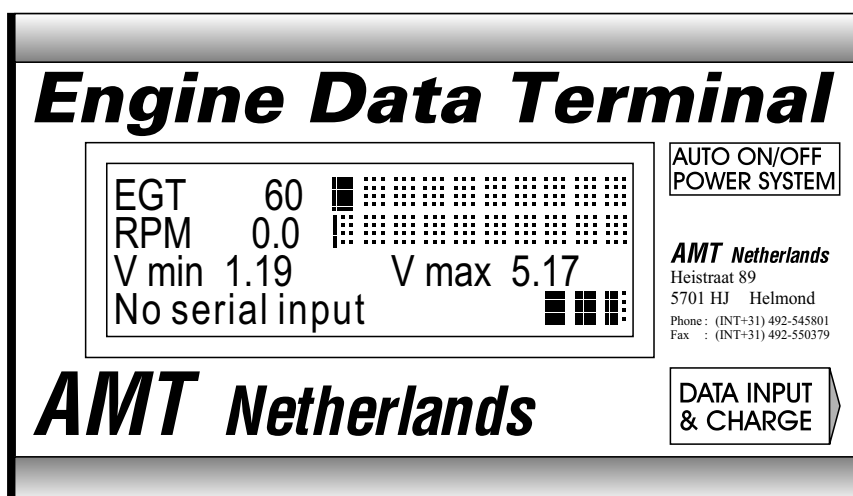 Engine Data Terminal
EGT 60
RPM 0.0
V min 1.19 V max 5.17
No serial input
AUTO ON/OFF
POWER SYSTEM
AMT Netherlands
Heistraat 89
5701 HJ Helmond
Phone : (INT+31) 492-545801
Fax : (INT+31) 492-550379
AMT Netherlands
DATA INPUT
& CHARGE